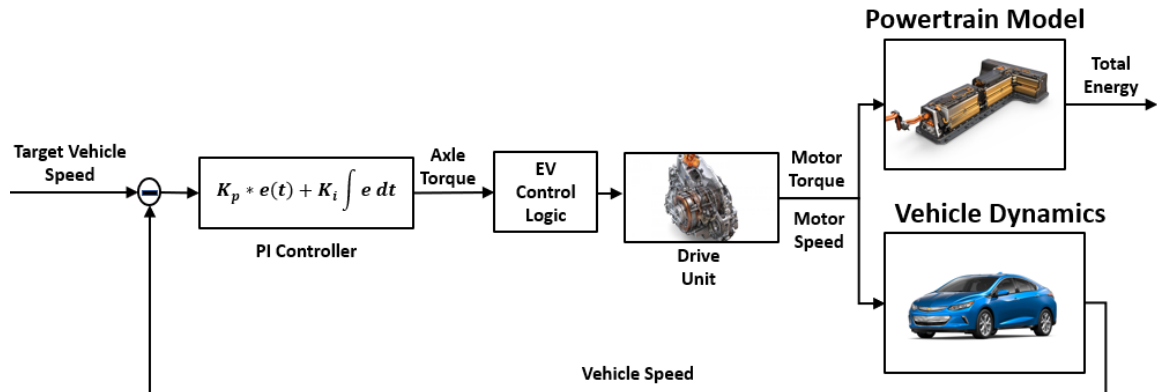 Powertrain Model
Total
Energy
Target Vehicle
Speed
Axle
Torque
EV
Control
Logic
Motor
Torque
Motor
Speed
Vehicle Dynamics
K_p * e(t) + K_i ∫ e dt
PI Controller
Drive
Unit
Vehicle Speed